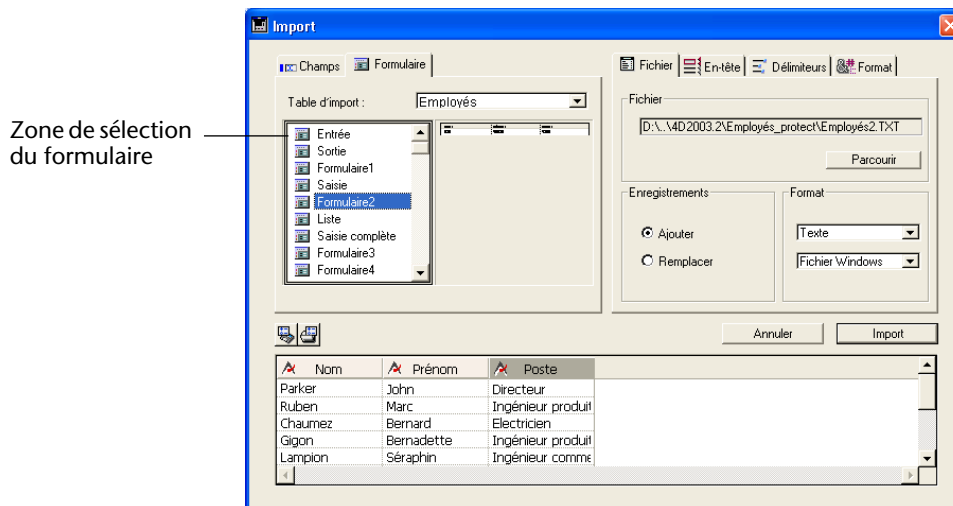 Import
Champs
Formulaire
Table d'import :
Employés
Zone de sélection
du formulaire
Entrée
Sortie
Formulaire1
Saisie
Formulaire2
Liste
Saisie complète
Formulaire3
Formulaire4
Fichier
En-tête
Délimiteurs
Format
Fichier
D:\..\4D2003.2\Employés_protect\Employés2.TXT
Parcourir
Enregistrements
Ajouter
Remplacer
Format
Texte
Fichier Windows
Annuler
Import
Nom Prénom Poste
Parker John Directeur
Ruben Marc Ingénieur produit
Chaumez Bernard Electricien
Gigon Bernadette Ingénieur produit
Lampion Séraphin Ingénieur comme